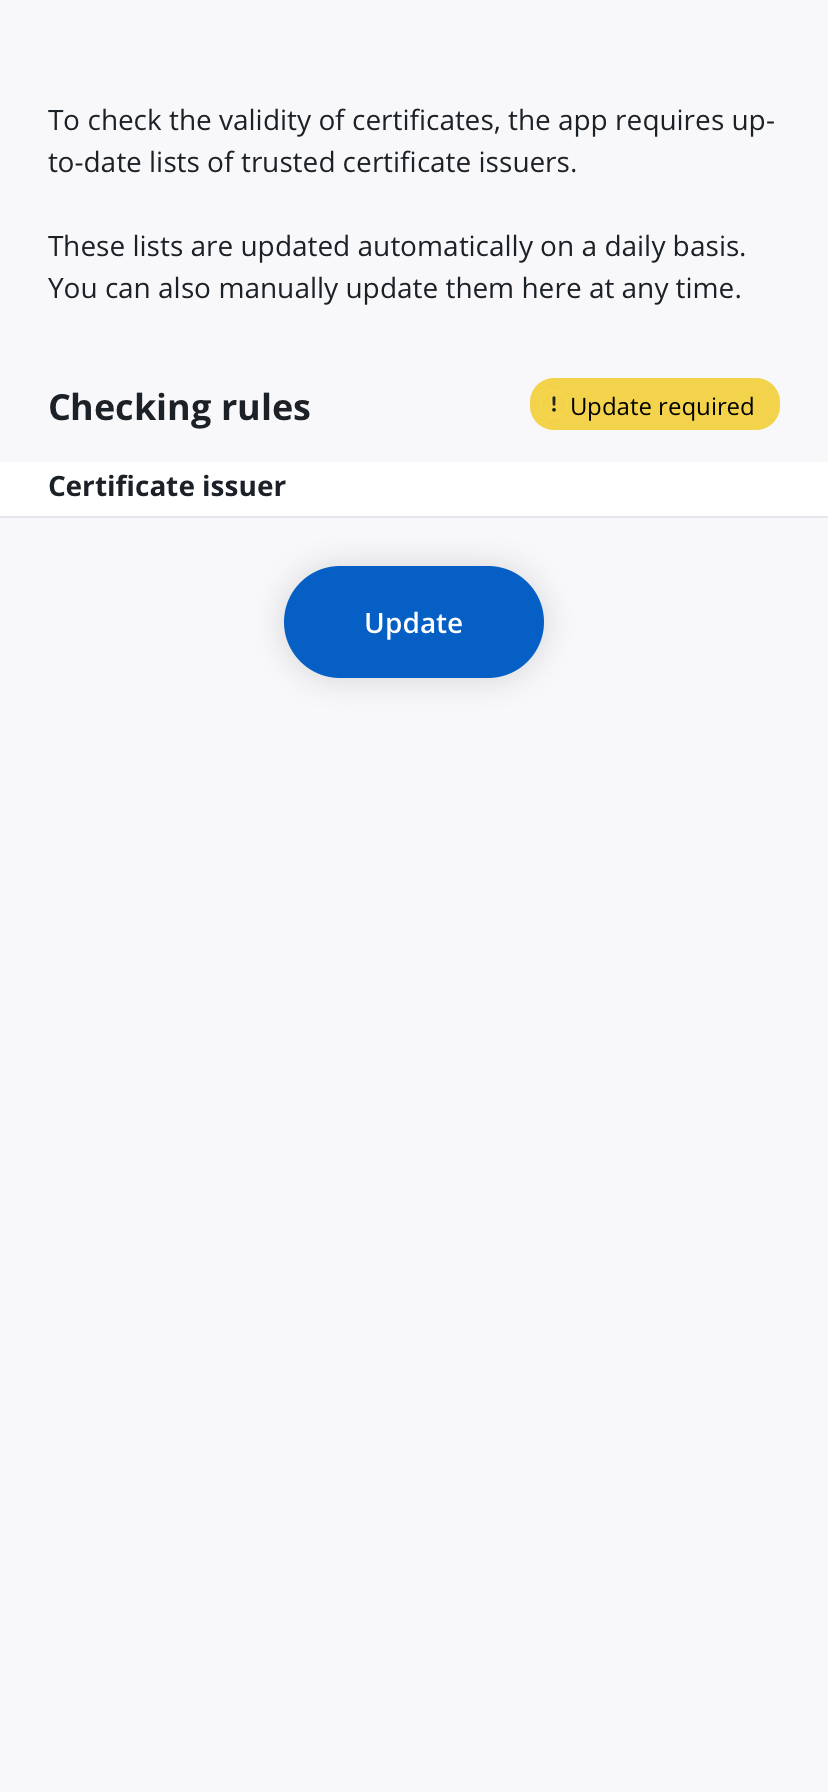 To check the validity of certificates, the app requires up-
to-date lists of trusted certificate issuers.
These lists are updated automatically on a daily basis.
You can also manually update them here at any time.
Checking rules
! Update required
Certificate issuer
Update